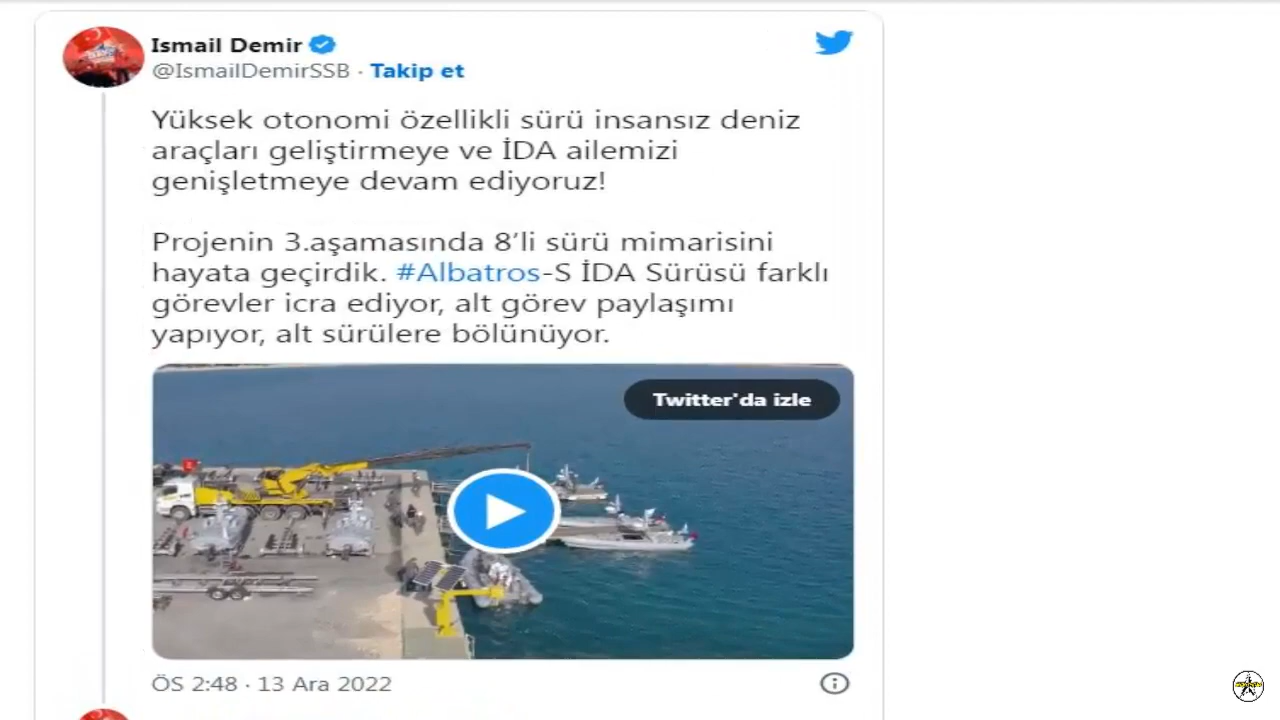 Ismail Demir
@IsmailDemirSSB · Takip et
Yüksek otonomi özellikli sürü insansız deniz
araçları geliştirmeye ve İDA ailemizi
genişletmeye devam ediyoruz!
Projenin 3.aşamasında 8’li sürü mimarisini
hayata geçirdik. #Albatros-S İDA Sürüsü farklı
görevler icra ediyor, alt görev paylaşımı
yapıyor, alt sürülere bölünüyor.
Twitter'da izle
ÖS 2:48 · 13 Ara 2022